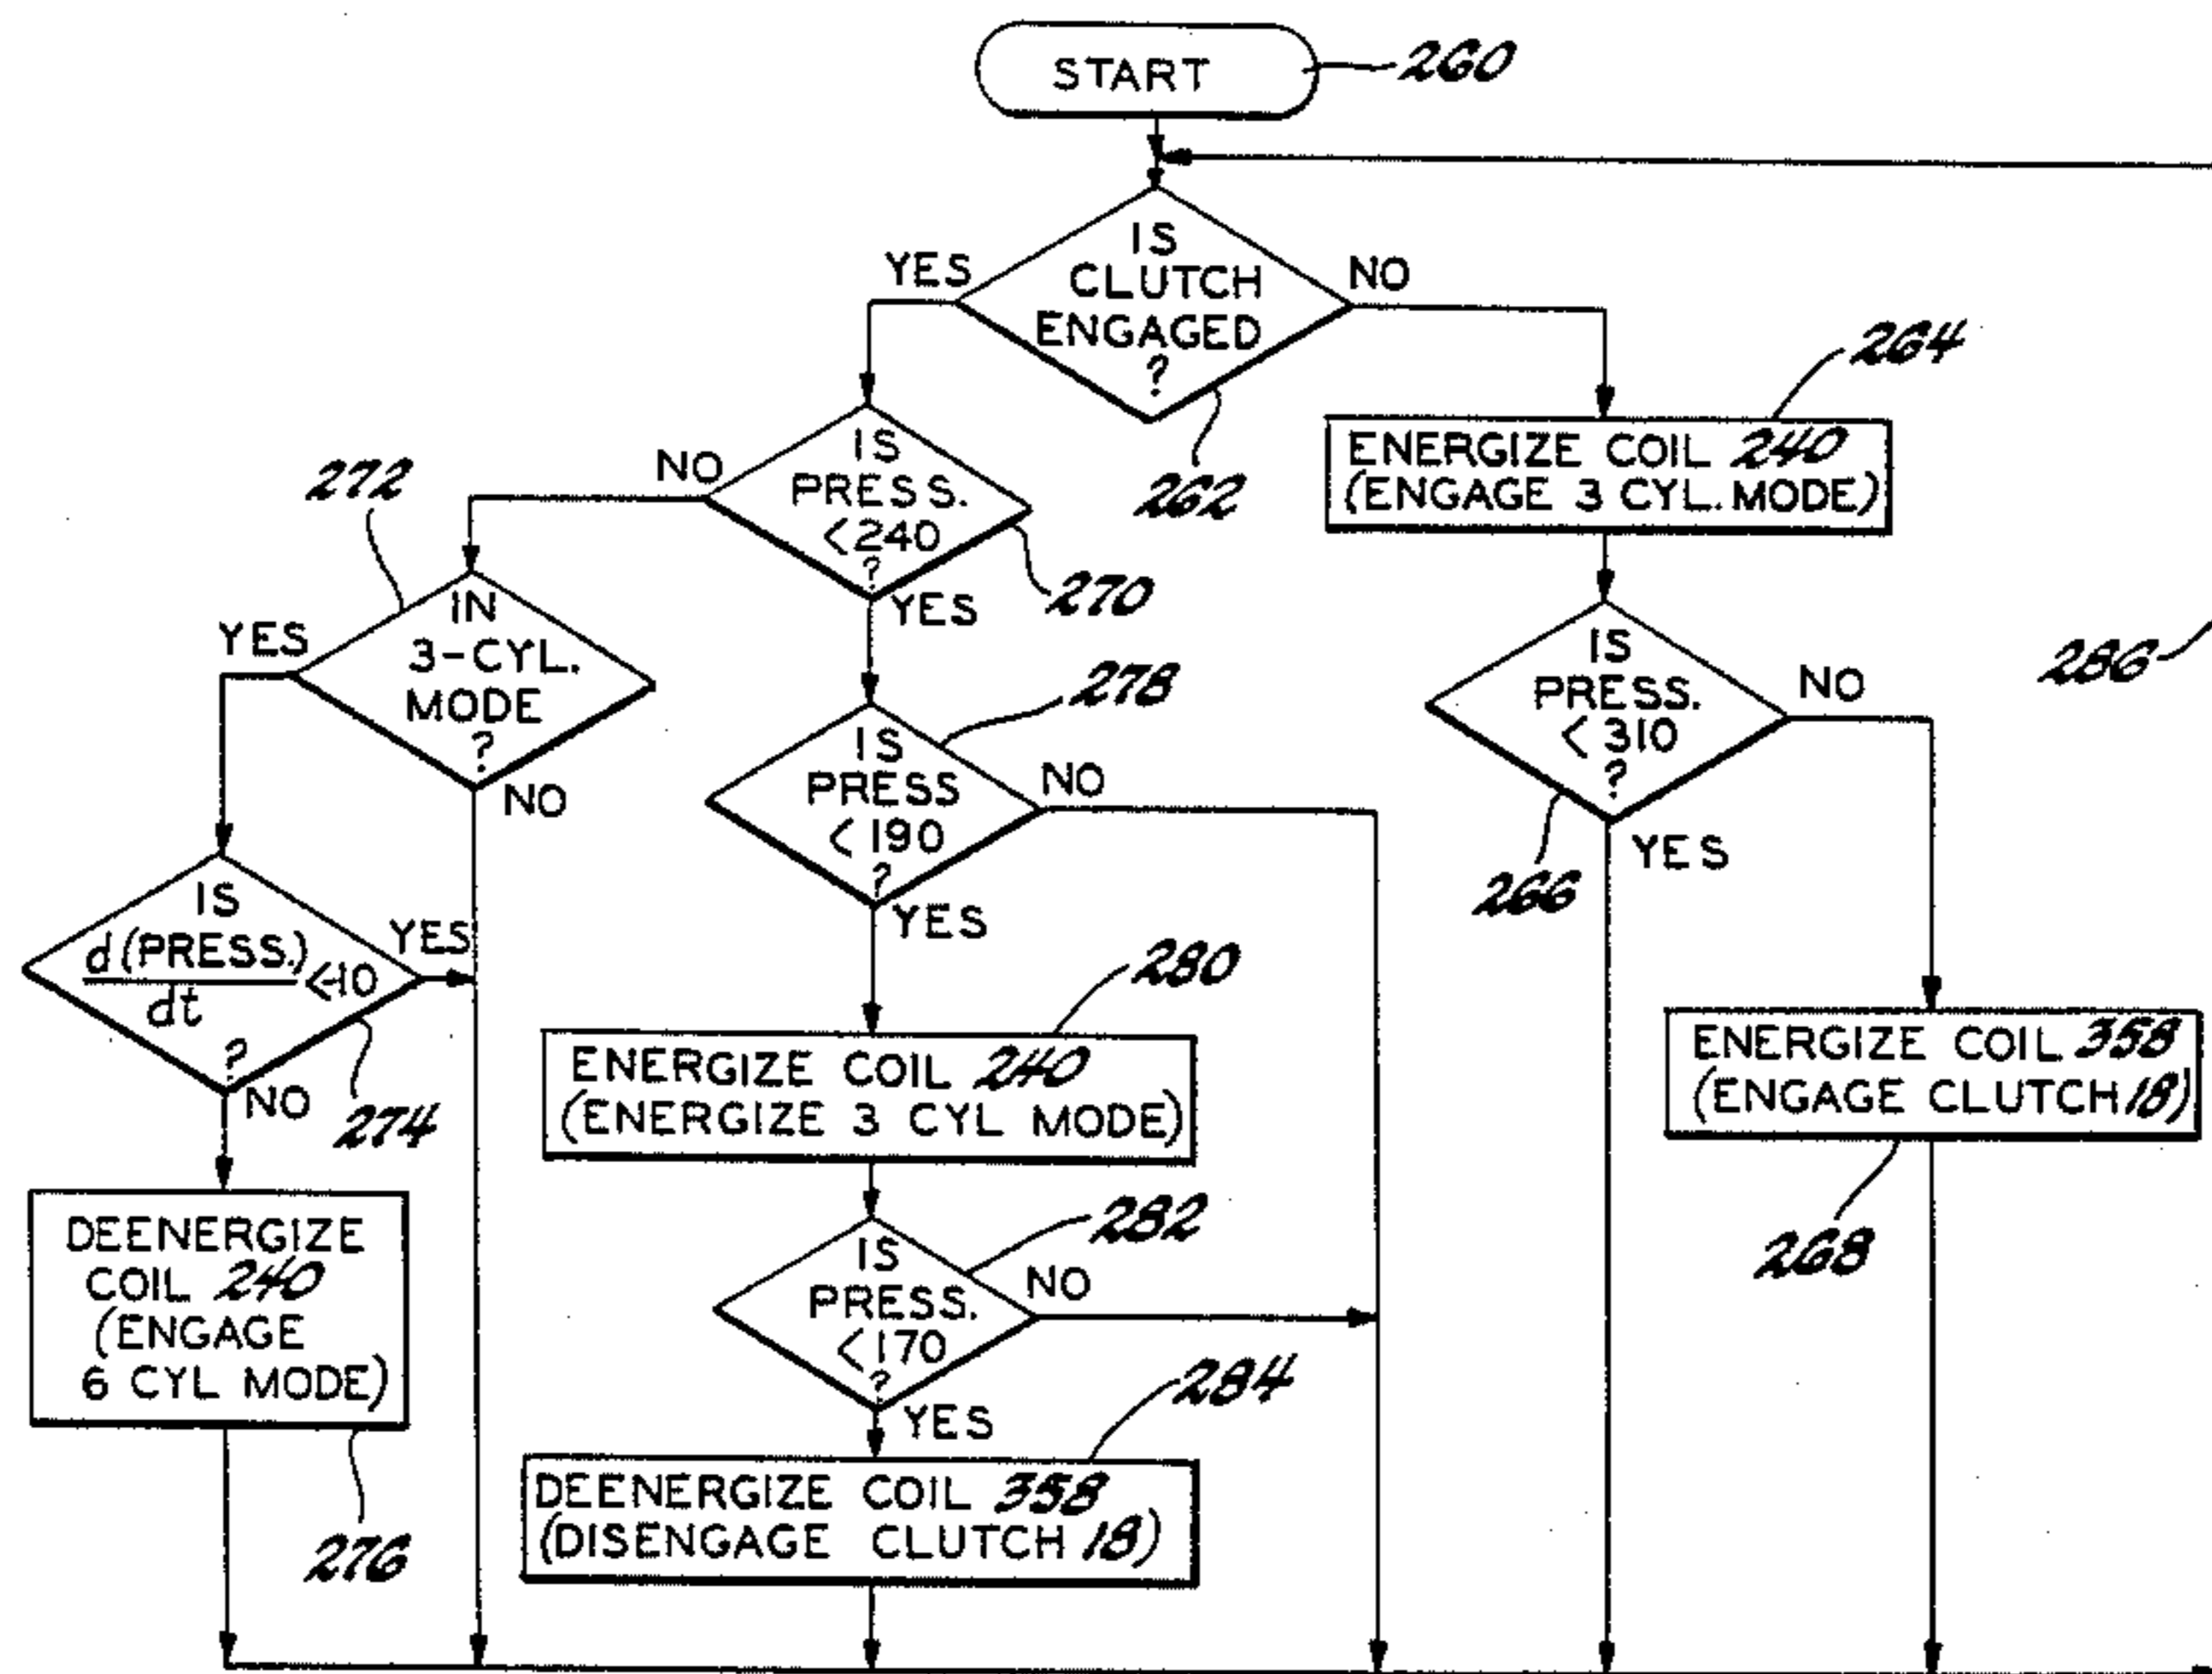 START
260
IS
CLUTCH
ENGAGED
?
YES
NO
262
264
ENERGIZE COIL 240
(ENGAGE 3 CYL. MODE)
IS
PRESS.
<240
?
NO
YES
270
272
IN
3-CYL.
MODE
?
YES
NO
IS
PRESS.
< 310
?
NO
YES
266
286
278
IS
PRESS
<190
?
NO
YES
IS
d(PRESS.)
dt
<-10
?
YES
NO
274
280
ENERGIZE COIL 240
(ENERGIZE 3 CYL MODE)
ENERGIZE COIL 358
(ENGAGE CLUTCH 18)
268
DEENERGIZE
COIL 240
(ENGAGE
6 CYL MODE)
276
282
IS
PRESS.
<170
?
NO
YES
284
DEENERGIZE COIL 358
(DISENGAGE CLUTCH 18)